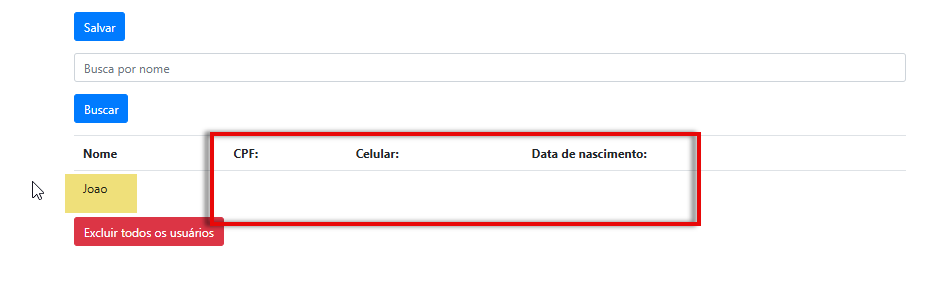 Salvar
Busca por nome
Buscar
Nome CPF: Celular: Data de nascimento:
Joao
Excluir todos os usuários